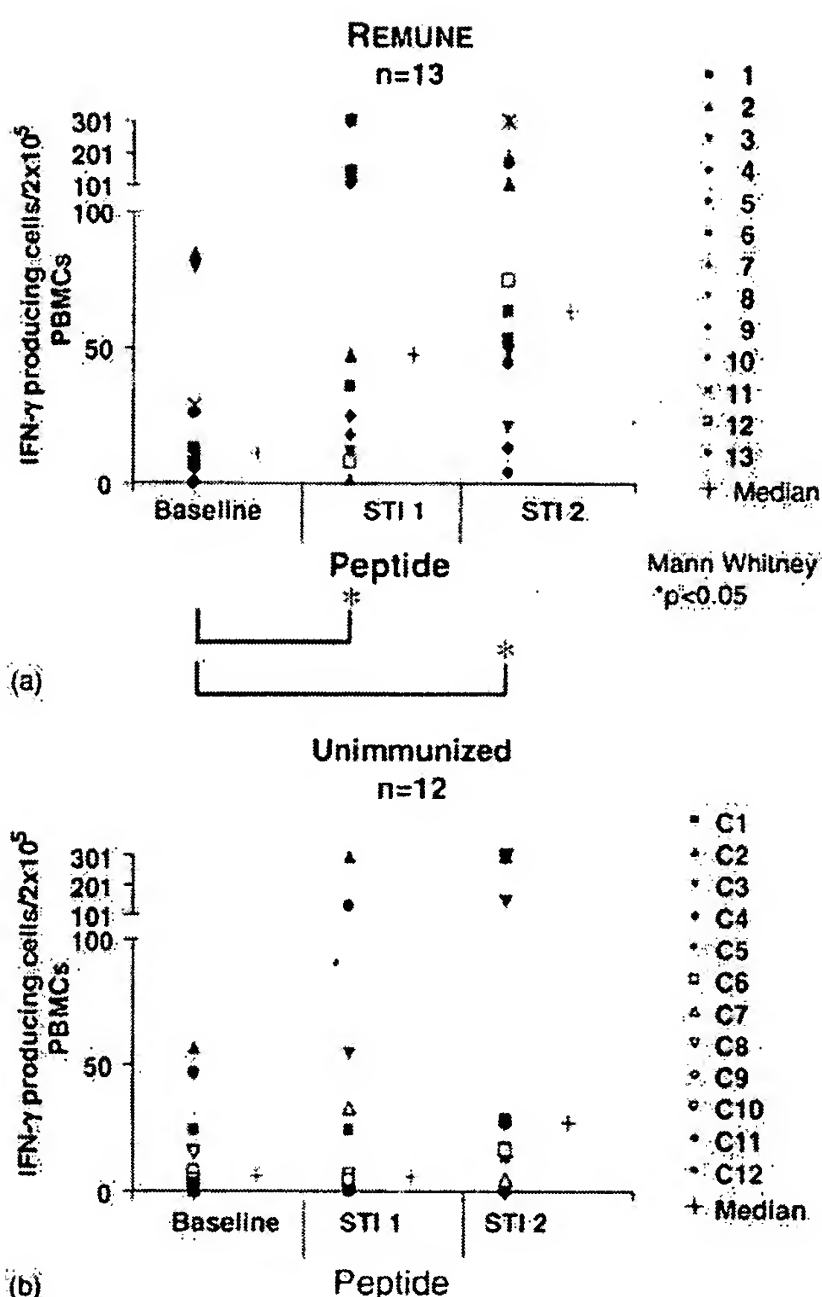 REMUNE
n=13
IFN-γ producing cells/2x10⁵
PBMCs
301
201
101
100
50
0
Baseline
STI 1
STI 2
Peptide
1
2
3
4
5
6
7
8
9
10
11
12
13
+ Median
Mann Whitney
*p<0.05
*
*
(a)
Unimmunized
n=12
IFN-γ producing cells/2x10⁵
PBMCs
301
201
101
100
50
0
Baseline
STI 1
STI 2
Peptide
C1
C2
C3
C4
C5
C6
C7
C8
C9
C10
C11
C12
+ Median
(b)